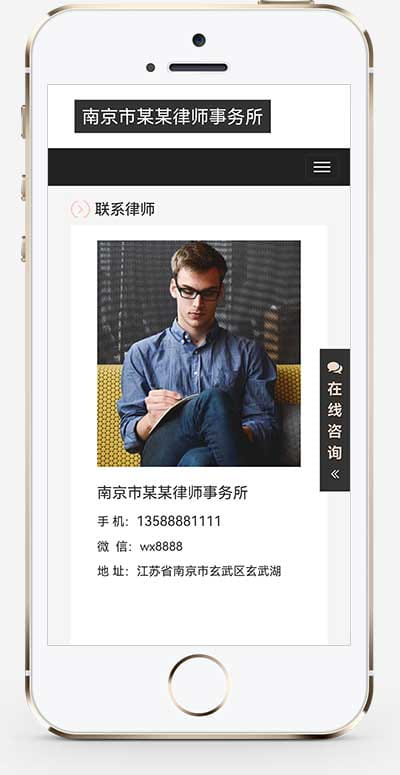 南京市某某律师事务所
联系律师
在线咨询
南京市某某律师事务所
手 机：13588881111
微  信：wx8888
地 址：江苏省南京市玄武区玄武湖